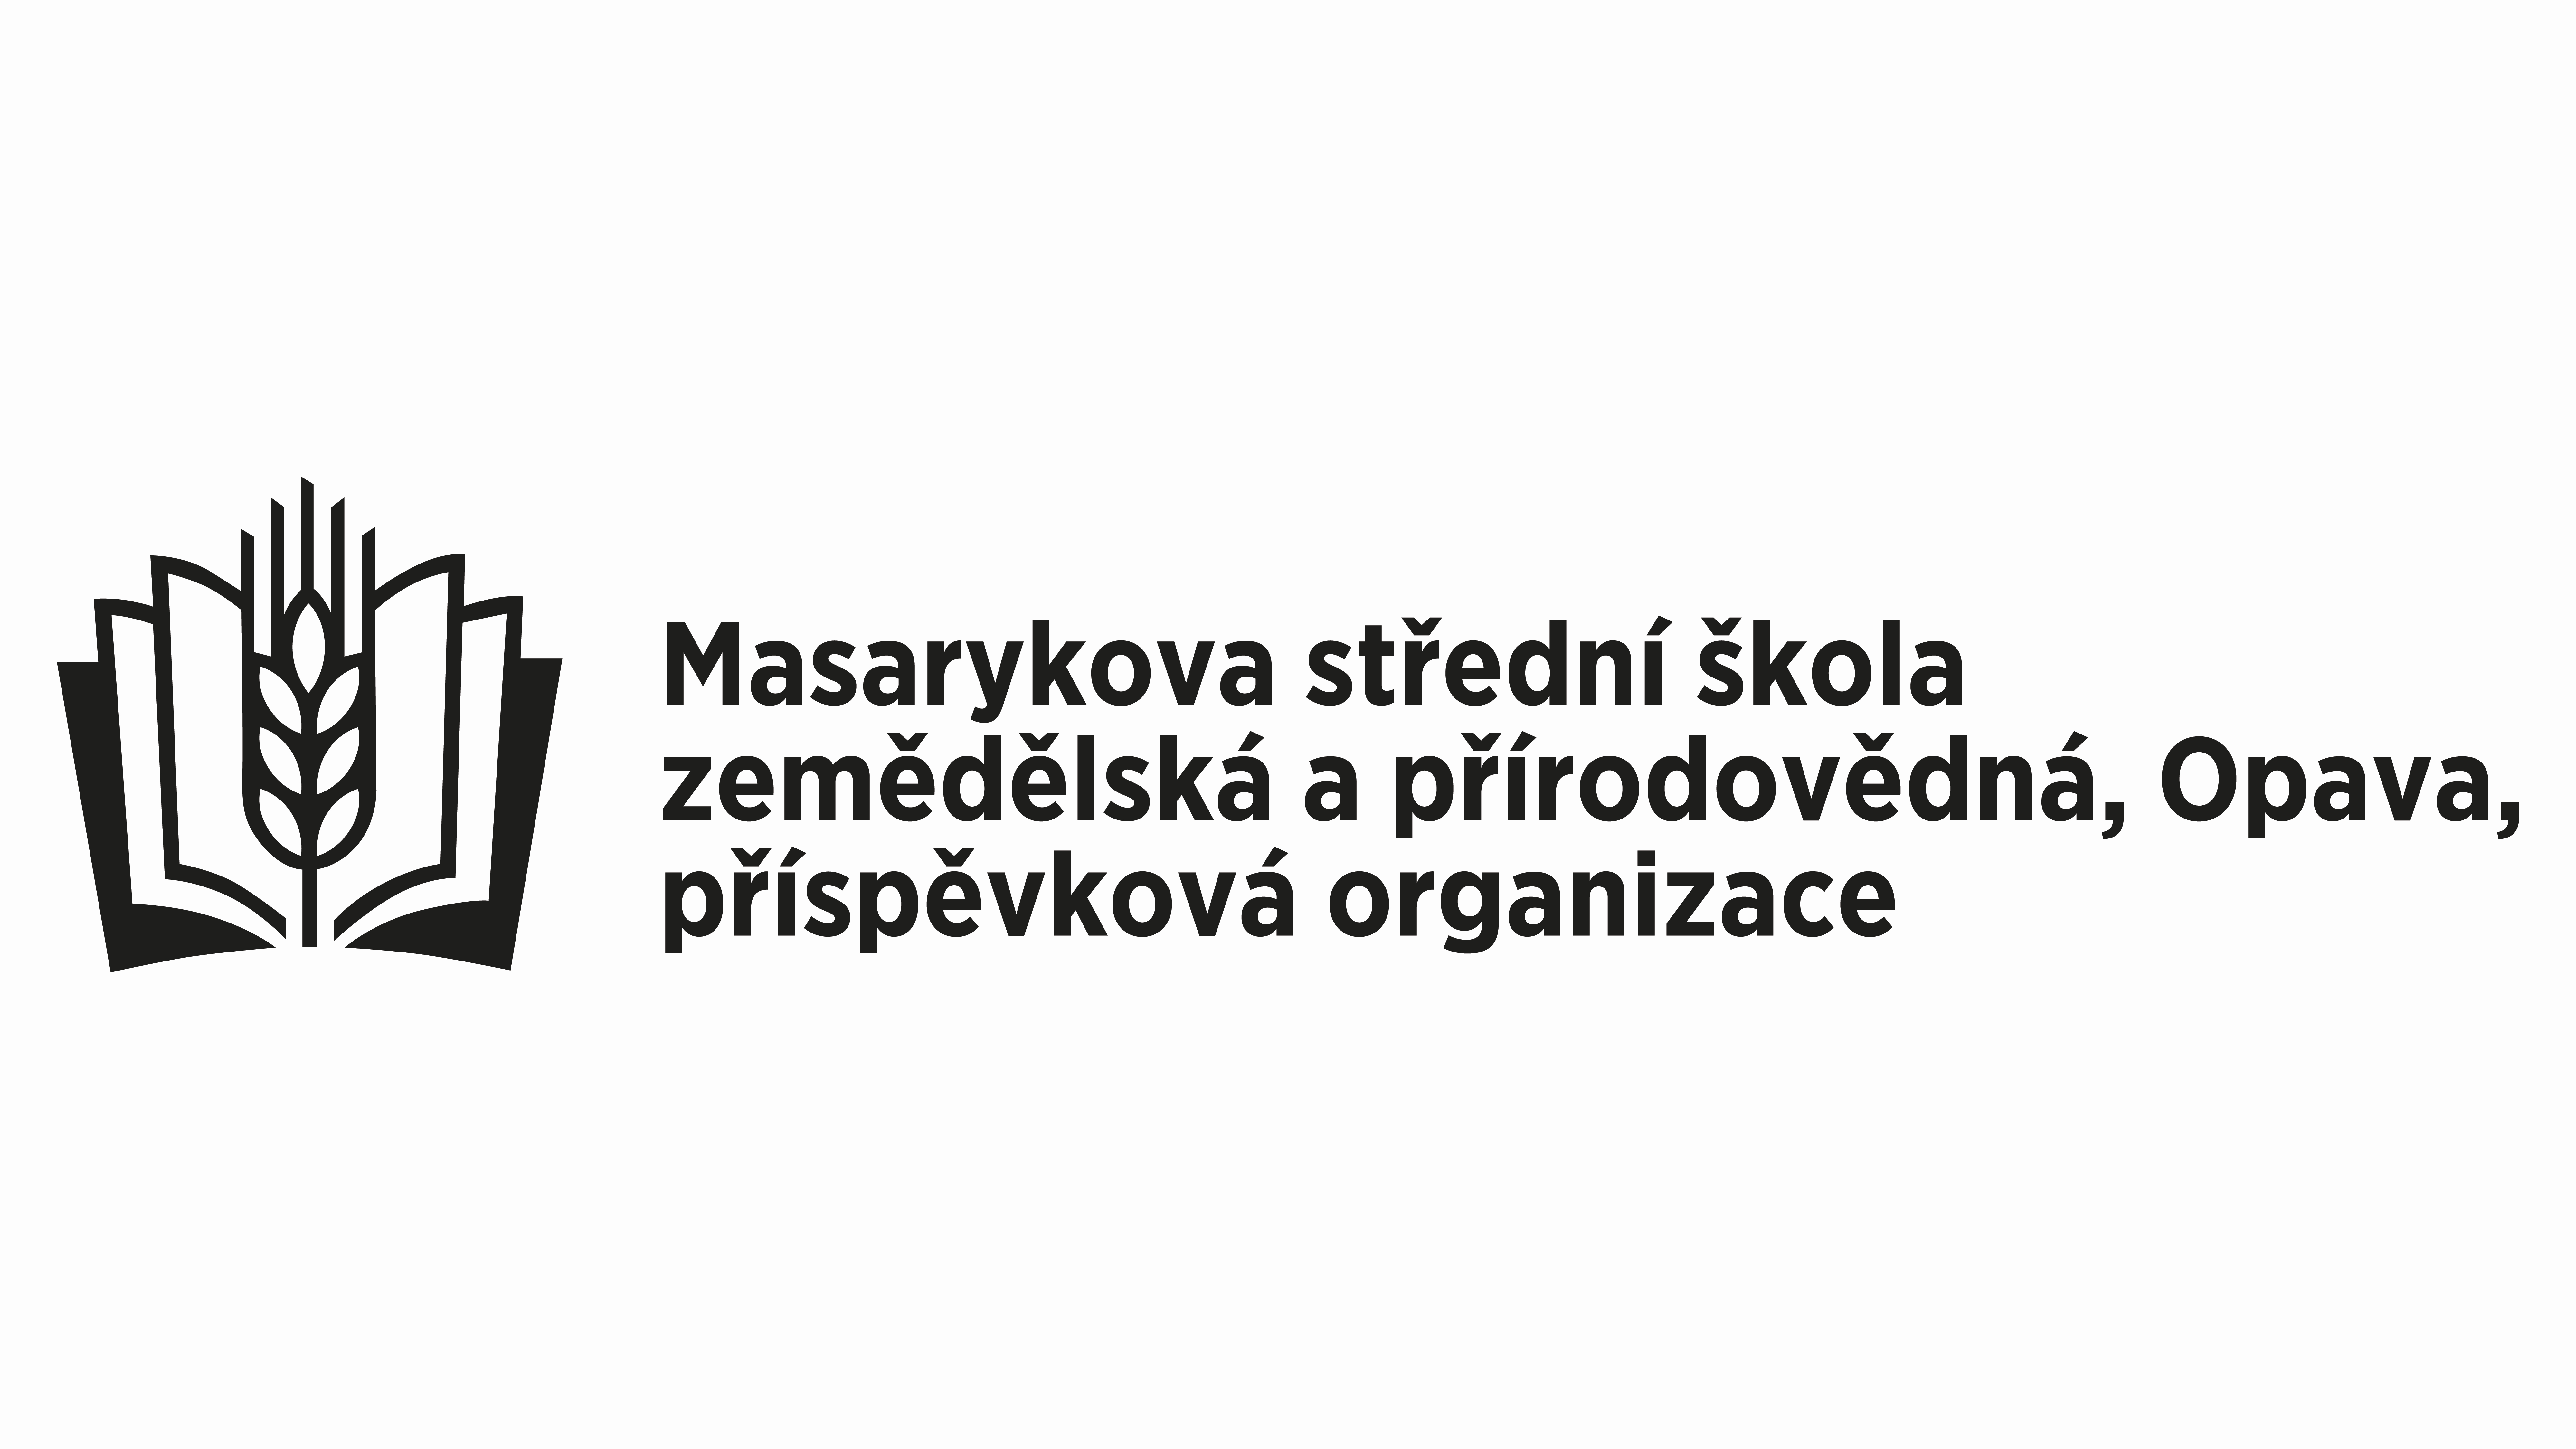 Masarykova střední škola
zemědělská a přírodovědná, Opava,
příspěvková organizace